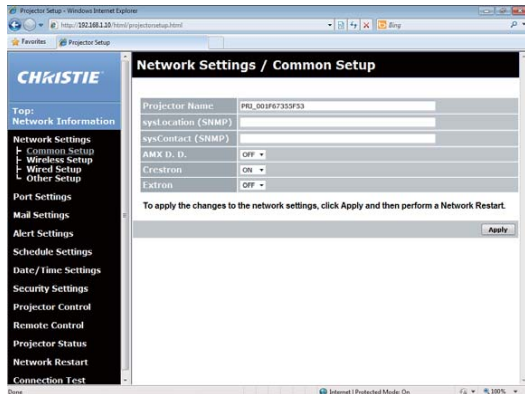 Projector Setup - Windows Internet Explorer
http://192.168.1.10/html/projectorsetup.html
Bing
Favorites
Projector Setup
CHRISTIE
Network Settings / Common Setup
Top:
Network Information
Network Settings
Common Setup
Wireless Setup
Wired Setup
Other Setup
Port Settings
Mail Settings
Alert Settings
Schedule Settings
Date/Time Settings
Security Settings
Projector Control
Remote Control
Projector Status
Network Restart
Connection Test
Projector Name PRJ_001F67355F53
sysLocation (SNMP)
sysContact (SNMP)
AMX D. D. OFF
Crestron ON
Extron OFF
To apply the changes to the network settings, click Apply and then perform a Network Restart.
Apply
Done
Internet | Protected Mode: On
100%